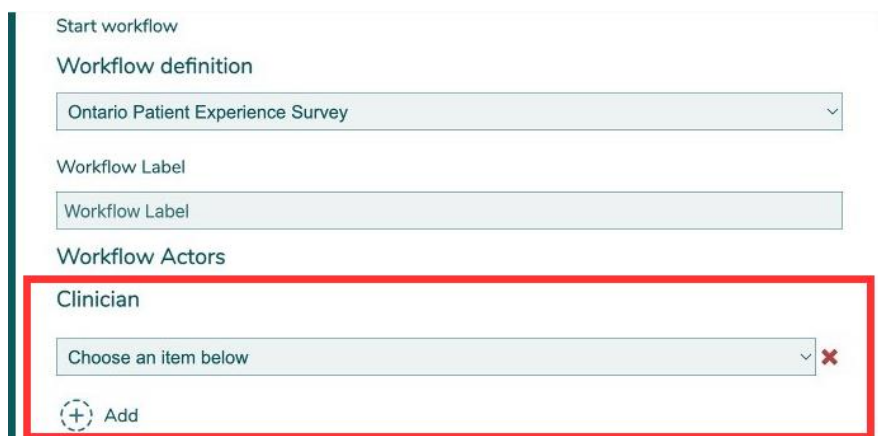 Start workflow
Workflow definition
Ontario Patient Experience Survey
Workflow Label
Workflow Label
Workflow Actors
Clinician
Choose an item below
Add